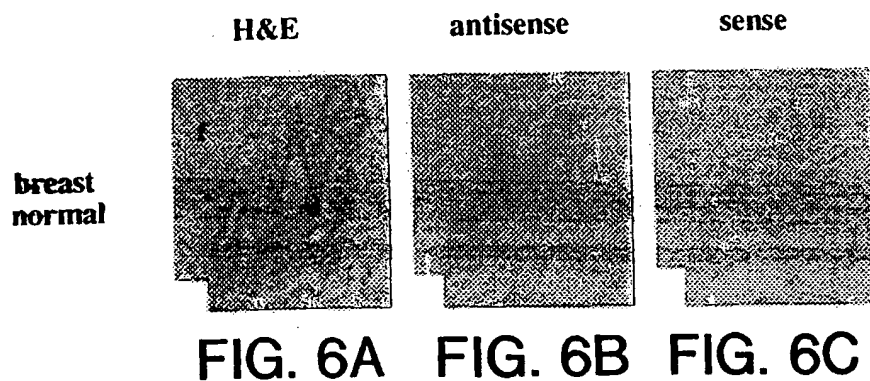 H&E antisense sense
breast
normal
FIG. 6A FIG. 6B FIG. 6C